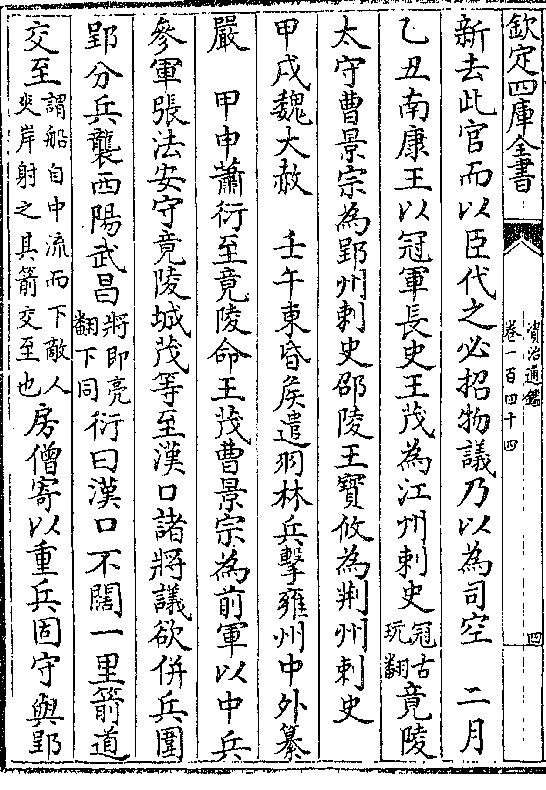 欽定四庫全書
資治通鑑
卷一百四十四
四
新去此官而以臣代之必招物議乃以為司空　二月
乙丑南康王以冠軍長史王茂為江州刺史冠古玩翻竟陵
太守曹景宗為郢州刺史邵陵王寶攸為荆州刺史
甲戌魏大赦　壬午東昏侯遣羽林兵擊雍州中外纂
嚴　甲申蕭衍至竟陵命王茂曹景宗為前軍以中兵
參軍張法安守竟陵城茂等至漢口諸將議欲併兵圍
郢分兵襲西陽武昌將即亮翻下同衍曰漢口不闊一里箭道
交至謂船自中流而下敵人夾岸射之其箭交至也房僧寄以重兵固守與郢